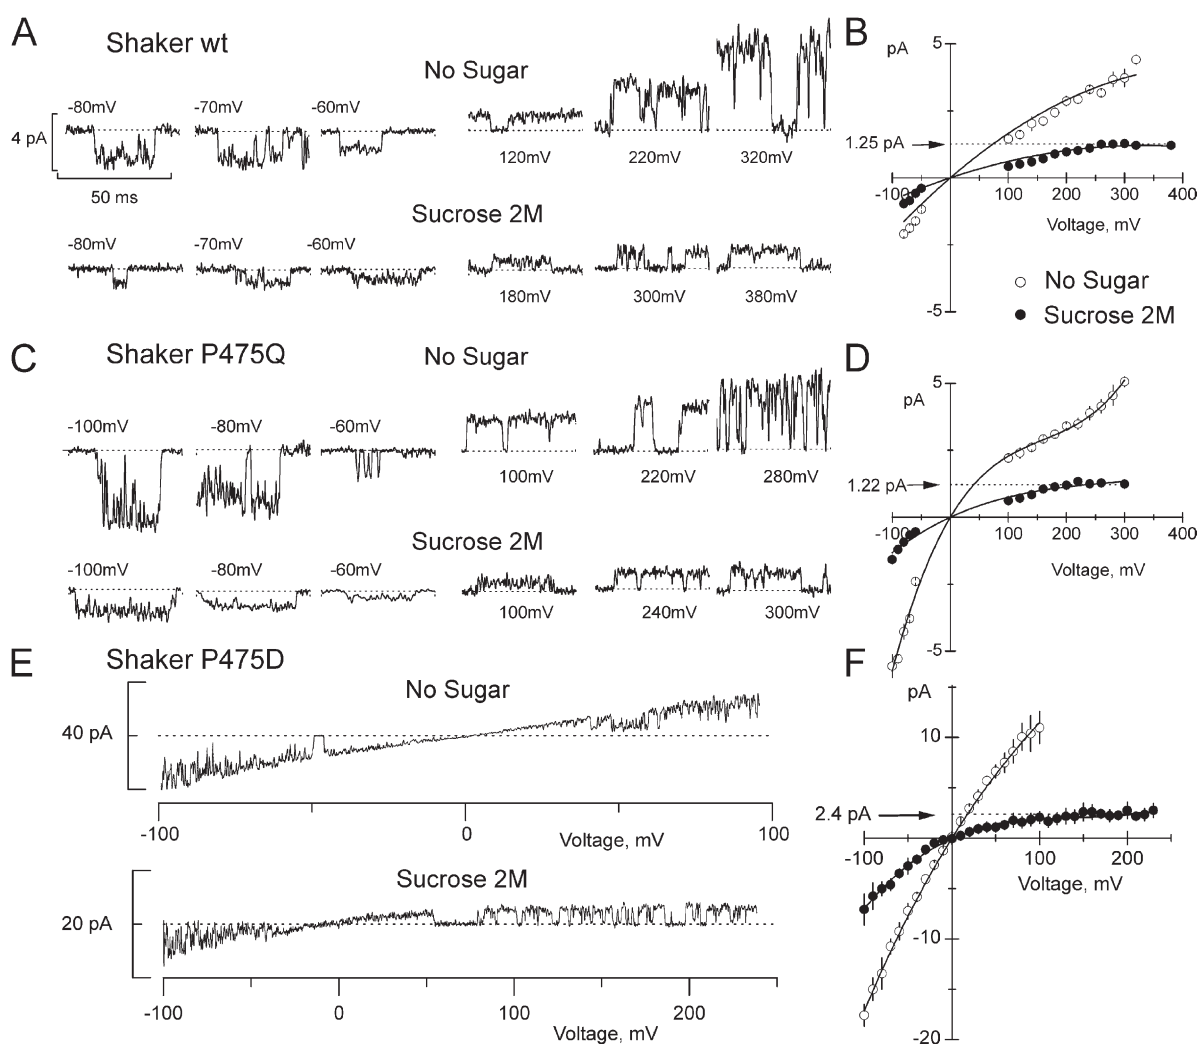 A
Shaker wt
No Sugar
-80mV
-70mV
-60mV
4 pA
50 ms
120mV
220mV
320mV
Sucrose 2M
-80mV
-70mV
-60mV
180mV
300mV
380mV
B
pA
5
1.25 pA
-100
100
200
300
400
Voltage, mV
-5
No Sugar
Sucrose 2M
C
Shaker P475Q
No Sugar
-100mV
-80mV
-60mV
100mV
220mV
280mV
Sucrose 2M
-100mV
-80mV
-60mV
100mV
240mV
300mV
D
pA
5
1.22 pA
-100
100
200
300
400
Voltage, mV
-5
E
Shaker P475D
No Sugar
40 pA
-100
0
100
Voltage, mV
Sucrose 2M
20 pA
-100
0
100
200
Voltage, mV
F
pA
10
2.4 pA
-100
100
200
Voltage, mV
-10
-20